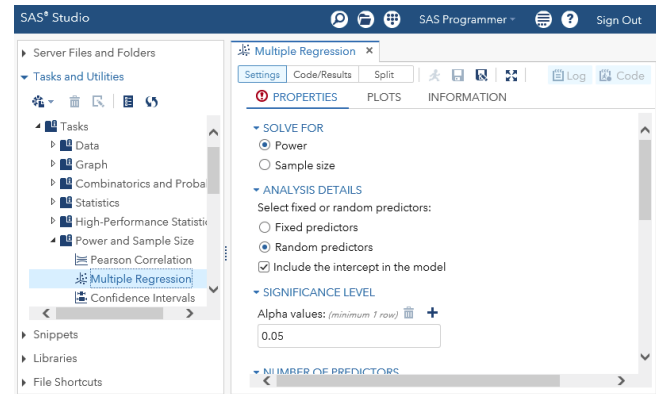 SAS® Studio
SAS Programmer
Sign Out
Server Files and Folders
Tasks and Utilities
Tasks
Data
Graph
Combinatorics and Proba
Statistics
High-Performance Statistic
Power and Sample Size
Pearson Correlation
Multiple Regression
Confidence Intervals
Snippets
Libraries
File Shortcuts
Multiple Regression
Settings Code/Results Split
Log Code
PROPERTIES PLOTS INFORMATION
SOLVE FOR
Power
Sample size
ANALYSIS DETAILS
Select fixed or random predictors:
Fixed predictors
Random predictors
Include the intercept in the model
SIGNIFICANCE LEVEL
Alpha values: (minimum 1 row)
0.05
NUMBER OF PREDICTORS